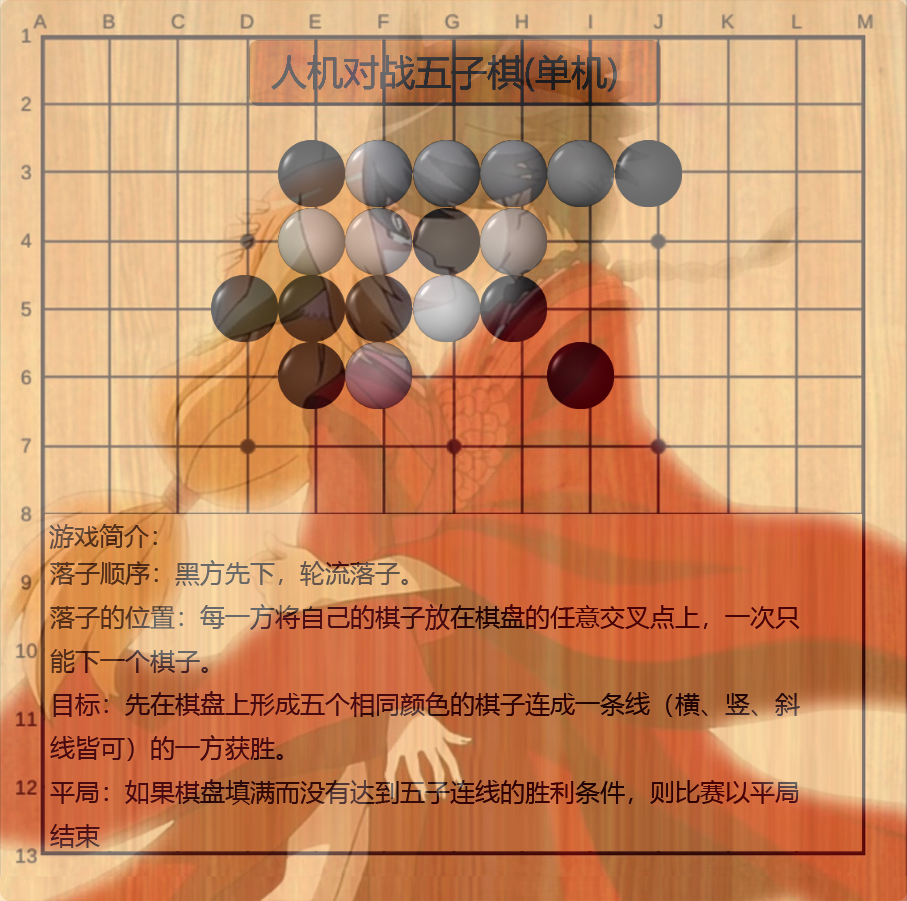 A B C D E F G H I J K L M
1
人机对战五子棋(单机)
2
3
4
5
6
7
8
游戏简介：
9
落子顺序：黑方先下，轮流落子。
落子的位置：每一方将自己的棋子放在棋盘的任意交叉点上，一次只
10
能下一个棋子。
11
目标：先在棋盘上形成五个相同颜色的棋子连成一条线（横、竖、斜
线皆可）的一方获胜。
12
平局：如果棋盘填满而没有达到五子连线的胜利条件，则比赛以平局
结束
13